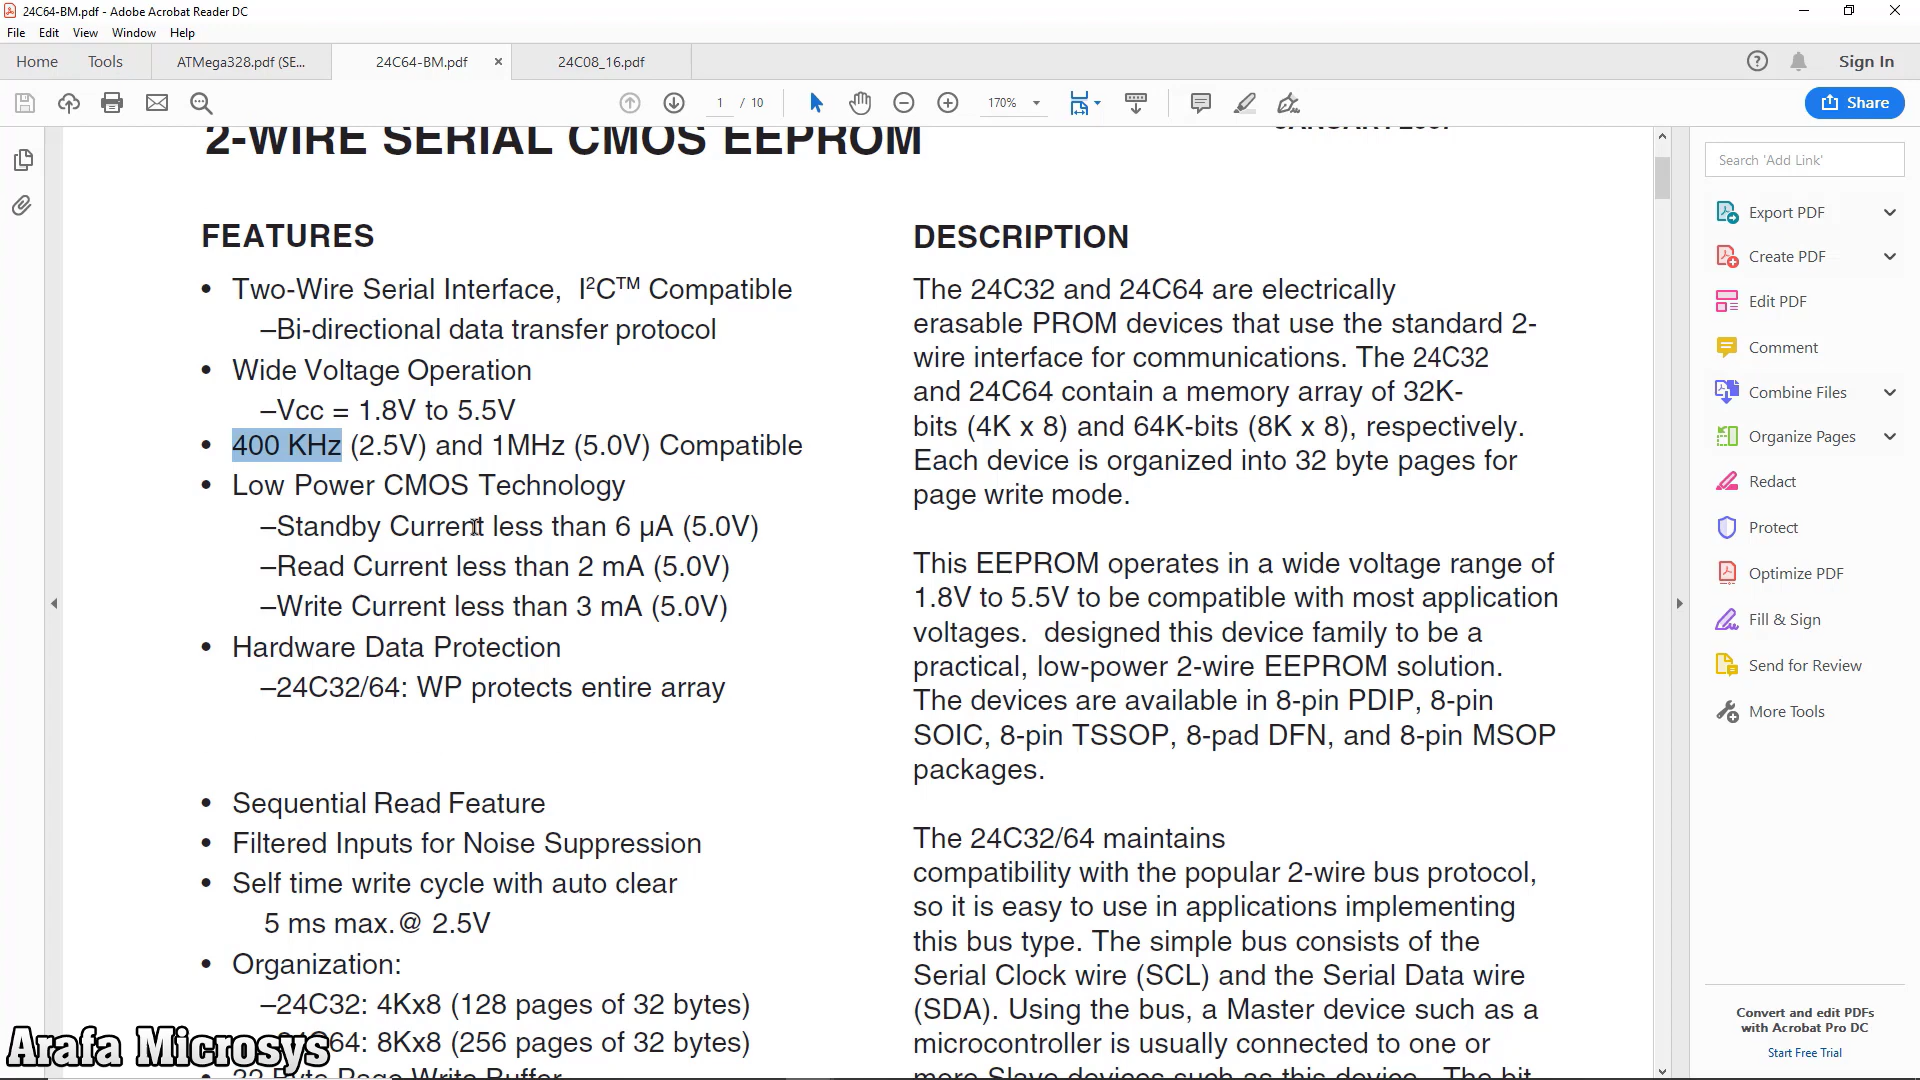 24C64-BM.pdf - Adobe Acrobat Reader DC
File Edit View Window Help
Home Tools ATMega328.pdf (SE... 24C64-BM.pdf × 24C08_16.pdf Sign In
1 / 10 170% Share
2-WIRE SERIAL CMOS EEPROM
FEATURES
• Two-Wire Serial Interface, I²C™ Compatible
–Bi-directional data transfer protocol
• Wide Voltage Operation
–Vcc = 1.8V to 5.5V
• 400 KHz (2.5V) and 1MHz (5.0V) Compatible
• Low Power CMOS Technology
–Standby Current less than 6 µA (5.0V)
–Read Current less than 2 mA (5.0V)
–Write Current less than 3 mA (5.0V)
• Hardware Data Protection
–24C32/64: WP protects entire array
• Sequential Read Feature
• Filtered Inputs for Noise Suppression
• Self time write cycle with auto clear
5 ms max.@ 2.5V
• Organization:
–24C32: 4Kx8 (128 pages of 32 bytes)
64: 8Kx8 (256 pages of 32 bytes)
• 32 Byte Page Write Buffer
DESCRIPTION
The 24C32 and 24C64 are electrically
erasable PROM devices that use the standard 2-
wire interface for communications. The 24C32
and 24C64 contain a memory array of 32K-
bits (4K x 8) and 64K-bits (8K x 8), respectively.
Each device is organized into 32 byte pages for
page write mode.
This EEPROM operates in a wide voltage range of
1.8V to 5.5V to be compatible with most application
voltages. designed this device family to be a
practical, low-power 2-wire EEPROM solution.
The devices are available in 8-pin PDIP, 8-pin
SOIC, 8-pin TSSOP, 8-pad DFN, and 8-pin MSOP
packages.
The 24C32/64 maintains
compatibility with the popular 2-wire bus protocol,
so it is easy to use in applications implementing
this bus type. The simple bus consists of the
Serial Clock wire (SCL) and the Serial Data wire
(SDA). Using the bus, a Master device such as a
microcontroller is usually connected to one or
more Slave devices such as this device. The bit
Search 'Add Link'
Export PDF
Create PDF
Edit PDF
Comment
Combine Files
Organize Pages
Redact
Protect
Optimize PDF
Fill & Sign
Send for Review
More Tools
Convert and edit PDFs
with Acrobat Pro DC
Start Free Trial
Arafa Microsys